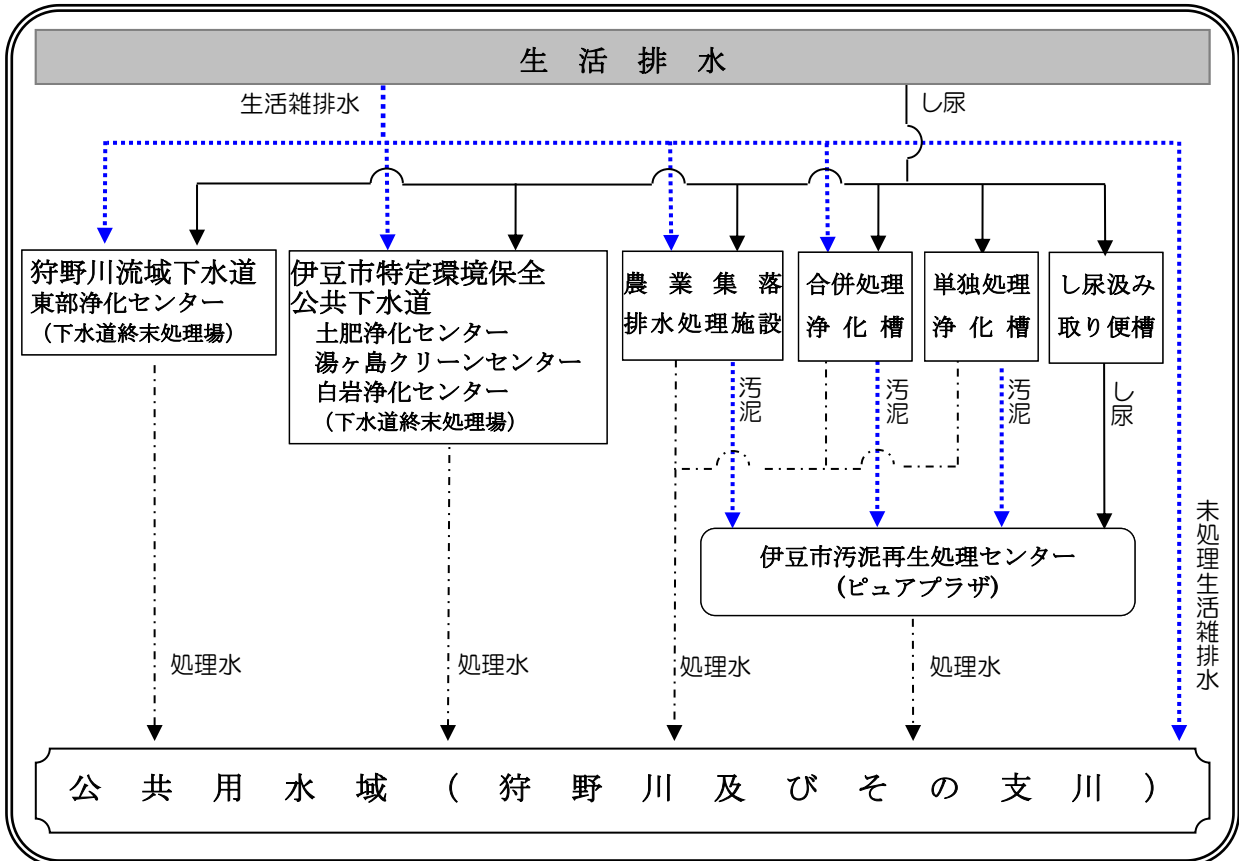 生活排水
生活雑排水
し尿
狩野川流域下水道
東部浄化センター
(下水道終末処理場)
伊豆市特定環境保全
公共下水道
土肥浄化センター
湯ヶ島クリーンセンター
白岩浄化センター
(下水道終末処理場)
農業集落
排水処理施設
合併処理
浄化槽
単独処理
浄化槽
し尿汲み
取り便槽
汚泥
汚泥
汚泥
し尿
伊豆市汚泥再生処理センター
(ピュアプラザ)
未処理生活雑排水
処理水
処理水
処理水
処理水
公共用水域(狩野川及びその支川)